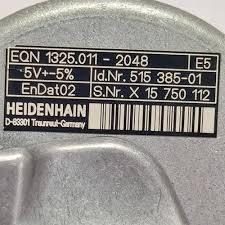 EQN 1325.011 - 2048 E5
5V+-5% Id.Nr. 515 385-01
EnDat02 S.Nr. X 15 750 112
HEIDENHAIN
D-83301 Traunreut-Germany